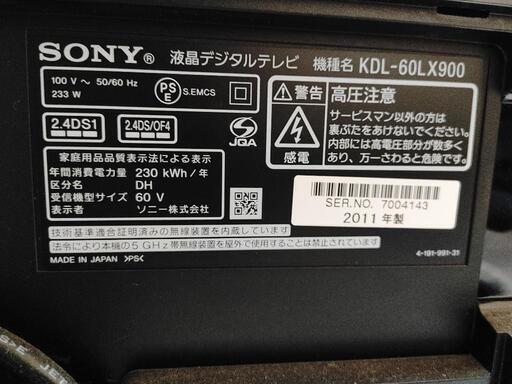 SONY® 液晶デジタルテレビ 機種名 KDL-60LX900
100 V ～ 50/60 Hz
233 W
PSE
S.EMCS
2.4DS1
2.4DS/OF4
JQA
警告 高圧注意
サービスマン以外の方は
裏ぶたをあけないでください。
内部には高電圧部分が数多く
あり、万一さわると危険です。
感電
家庭用品品質表示法による表示
年間消費電力量 230 kWh/年
区分 DH
受信機型サイズ 60 V
表示者 ソニー株式会社
SER.NO. 7004143
2011年製
技術基準適合証明済みの無線装置を内蔵しています
法令により本機の5 GHz帯無線装置を屋外で使用することは禁止されています
MADE IN JAPAN >PS<
4-191-991-31